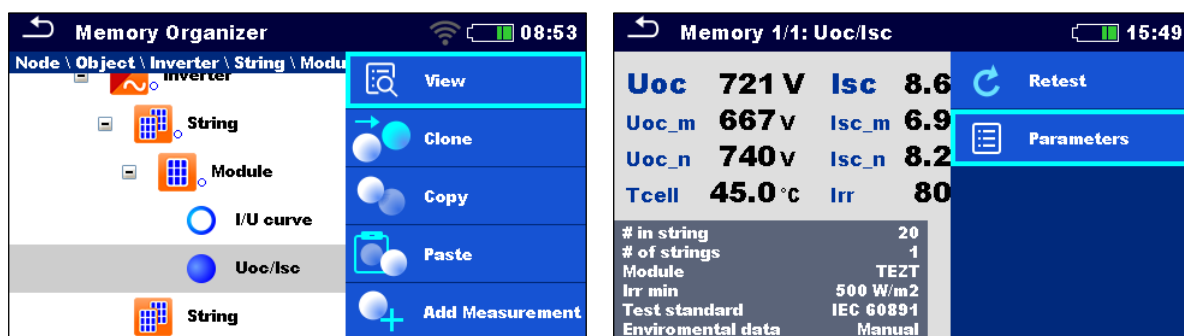 Memory Organizer 08:53
Node \ Object \ Inverter \ String \ Modu
Inverter
String
Module
I/U curve
Uoc/Isc
String
View
Clone
Copy
Paste
Add Measurement
Memory 1/1: Uoc/Isc 15:49
Uoc 721 V Isc 8.6
Uoc_m 667 V Isc_m 6.9
Uoc_n 740 V Isc_n 8.2
Tcell 45.0 °C Irr 80
# in string 20
# of strings 1
Module TEZT
Irr min 500 W/m2
Test standard IEC 60891
Enviromental data Manual
Retest
Parameters